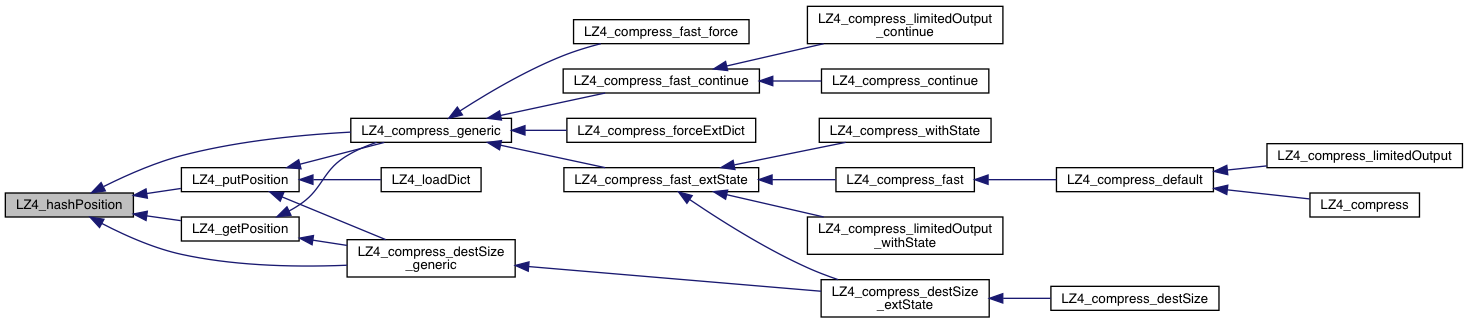 LZ4_compress_limitedOutput
_continue
LZ4_compress_fast_force
LZ4_compress_fast_continue
LZ4_compress_continue
LZ4_compress_generic
LZ4_compress_forceExtDict
LZ4_compress_withState
LZ4_compress_limitedOutput
LZ4_putPosition
LZ4_loadDict
LZ4_compress_fast_extState
LZ4_compress_fast
LZ4_compress_default
LZ4_hashPosition
LZ4_compress
LZ4_getPosition
LZ4_compress_limitedOutput
_withState
LZ4_compress_destSize
_generic
LZ4_compress_destSize
_extState
LZ4_compress_destSize